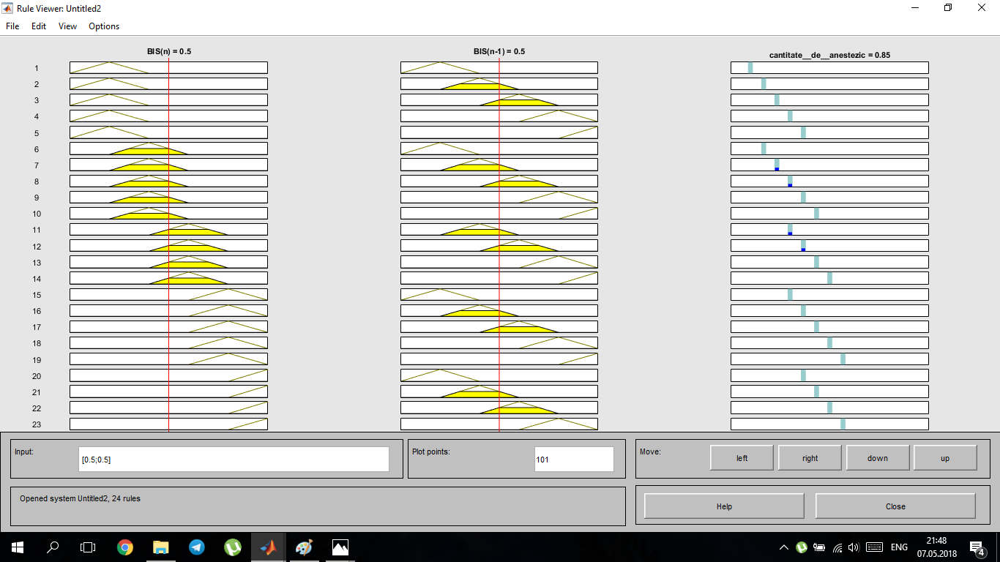 Rule Viewer: Untitled2
File Edit View Options
BIS(n) = 0.5
BIS(n-1) = 0.5
cantitate__de__anestezic = 0.85
1
2
3
4
5
6
7
8
9
10
11
12
13
14
15
16
17
18
19
20
21
22
23
Input:
[0.5;0.5]
Plot points:
101
Move:
left
right
down
up
Opened system Untitled2, 24 rules
Help
Close
ENG
21:48
07.05.2018
4